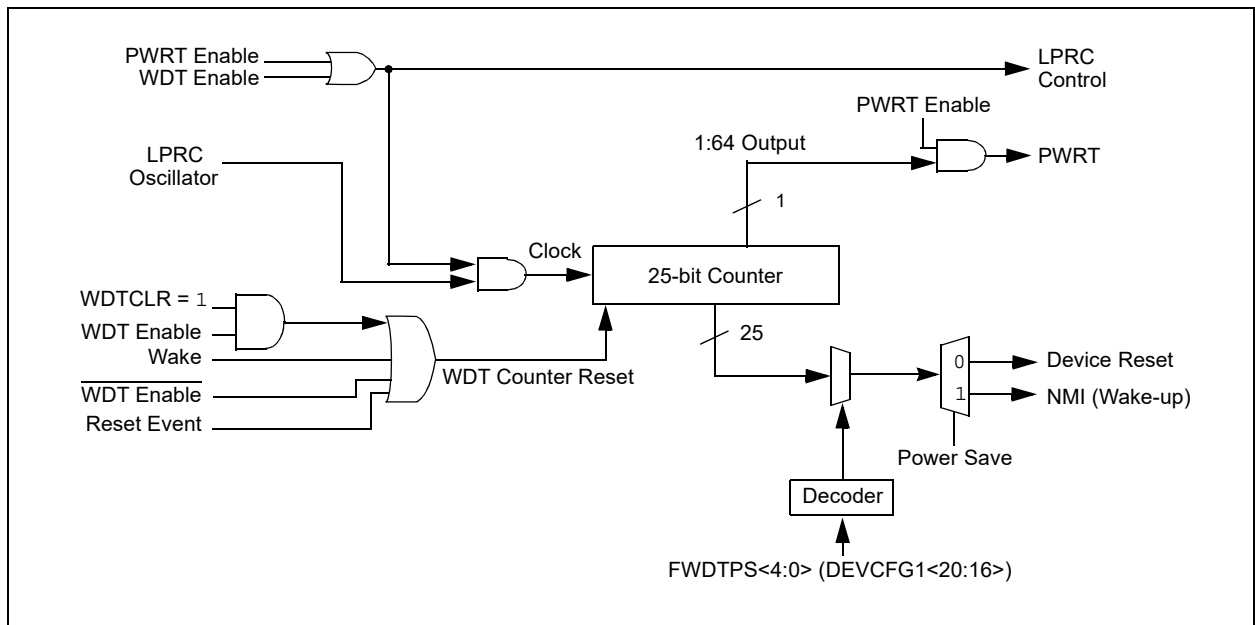 PWRT Enable
WDT Enable
LPRC
Control
PWRT Enable
1:64 Output
LPRC
Oscillator
PWRT
1
Clock
25-bit Counter
WDTCLR = 1
WDT Enable
Wake
25
WDT Enable
Reset Event
WDT Counter Reset
0
Device Reset
1
NMI (Wake-up)
Power Save
Decoder
FWDTPS<4:0> (DEVCFG1<20:16>)